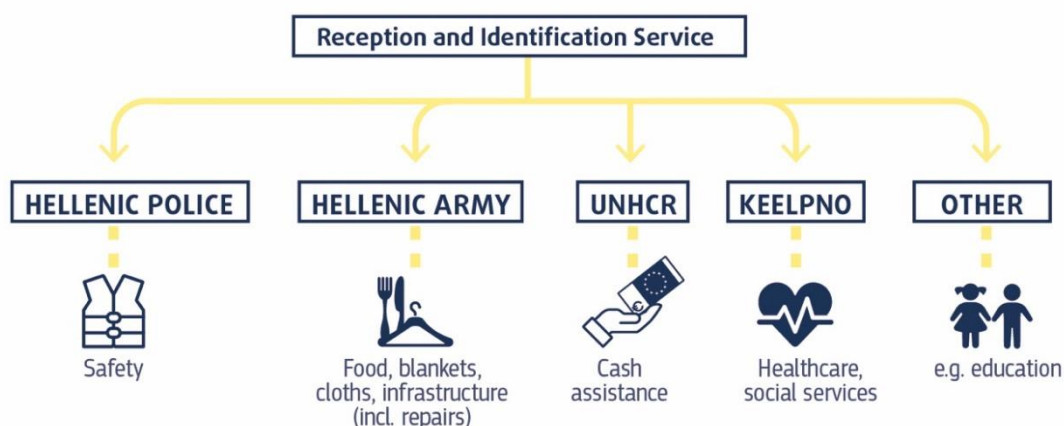 Reception and Identification Service
HELLENIC POLICE
HELLENIC ARMY
UNHCR
KEELPNO
OTHER
Safety
Food, blankets,
cloths, infrastructure
(incl. repairs)
Cash
assistance
Healthcare,
social services
e.g. education